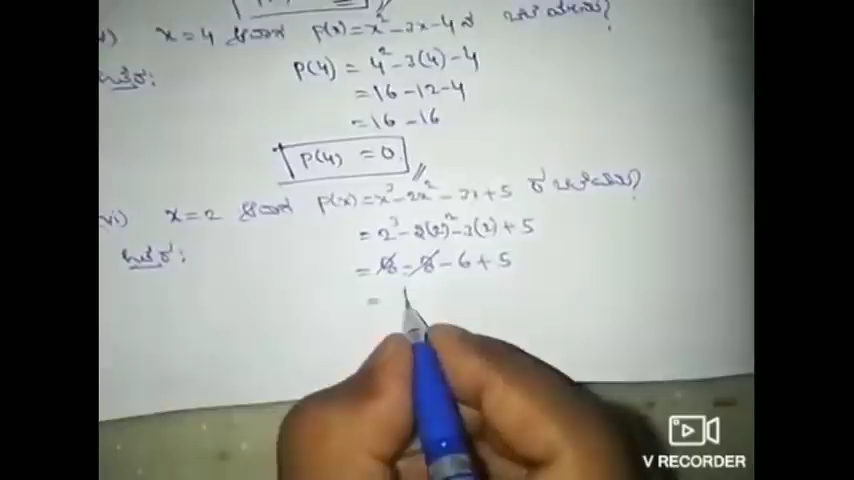 v) x=4 ಆದಾಗ p(x)=x²-3x-4 ನ ಬೆಲೆ ಏನು?
ಉತ್ತರ: p(4) = 4²-3(4)-4
=16-12-4
=16-16
p(4) =0.
vi) x=2 ಆದಾಗ p(x)=x³-2x²-3x+5 ರ ಬೆಲೆಯೇನು?
ಉತ್ತರ: =2³-2(2)²-3(2)+5
=8-8-6+5
=
V RECORDER